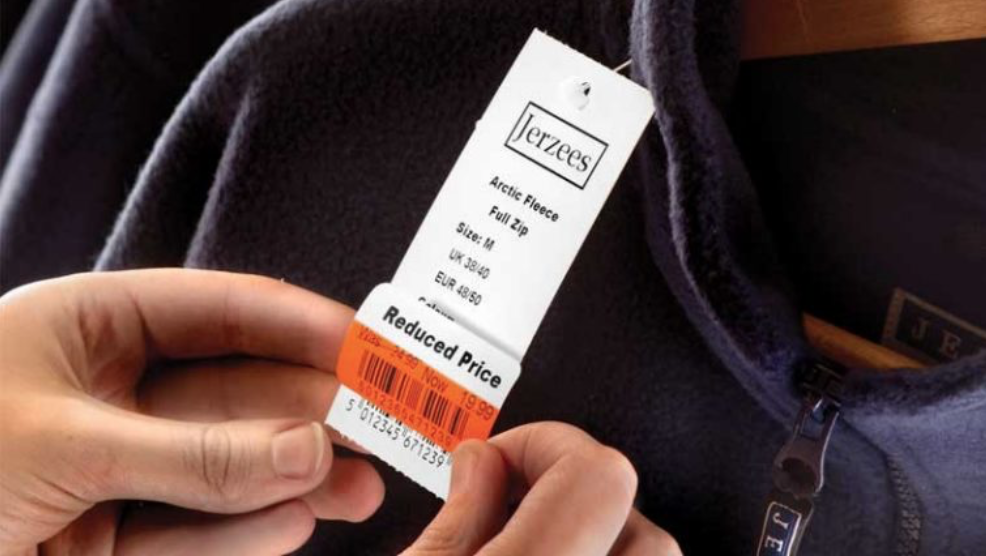 Jerzees
Arctic Fleece
Full Zip
Size: M
UK 38/40
EUR 48/50
Colour
Reduced Price
Was 24.99 NOW 19.99
5 012345 671239
J E
J E